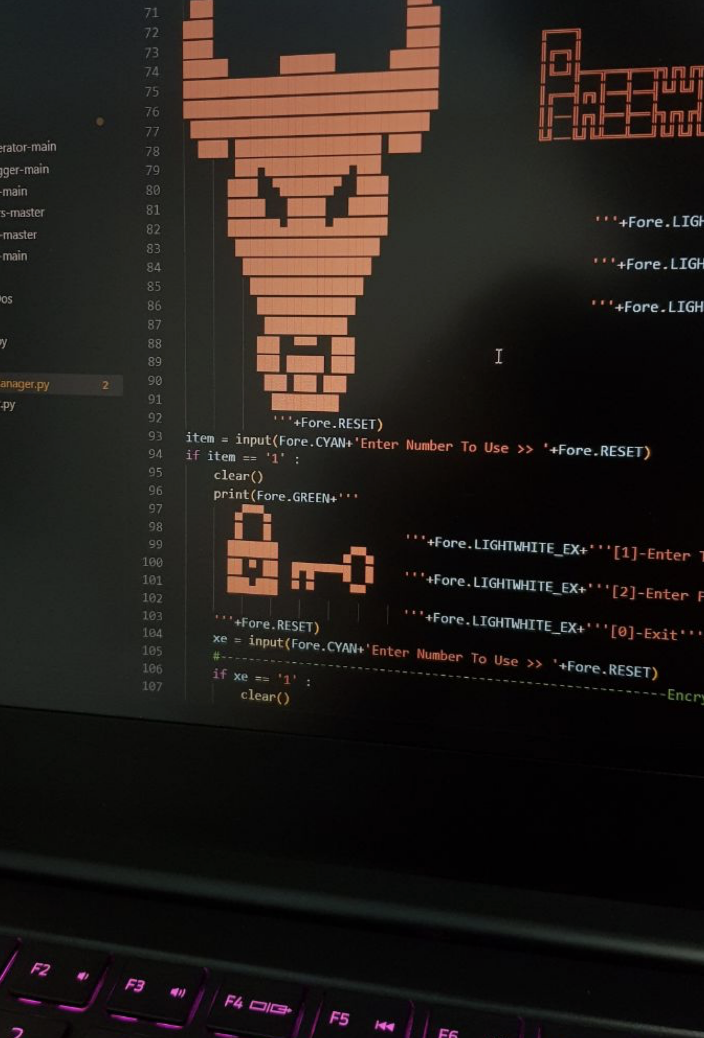 71
72
73
74
75
76
77
78
79
80
81
82
83
84
85
86
87
88
89
90
91
92 '''+Fore.RESET)
93 item = input(Fore.CYAN+'Enter Number To Use >> '+Fore.RESET)
94 if item == '1' :
95 clear()
96 print(Fore.GREEN+'''
97
98
99 '''+Fore.LIGHTWHITE_EX+'''[1]-Enter T
100
101 '''+Fore.LIGHTWHITE_EX+'''[2]-Enter F
102
103 '''+Fore.RESET) '''+Fore.LIGHTWHITE_EX+'''[0]-Exit'''
104 xe = input(Fore.CYAN+'Enter Number To Use >> '+Fore.RESET)
105 #------------------------------------------------------------Encry
106 if xe == '1' :
107 clear()
'''+Fore.LIGH
'''+Fore.LIGH
'''+Fore.LIGH
erator-main
gger-main
-main
s-master
-master
-main
os
py
anager.py 2
.py
F2
F3
F4
F5
F6
2